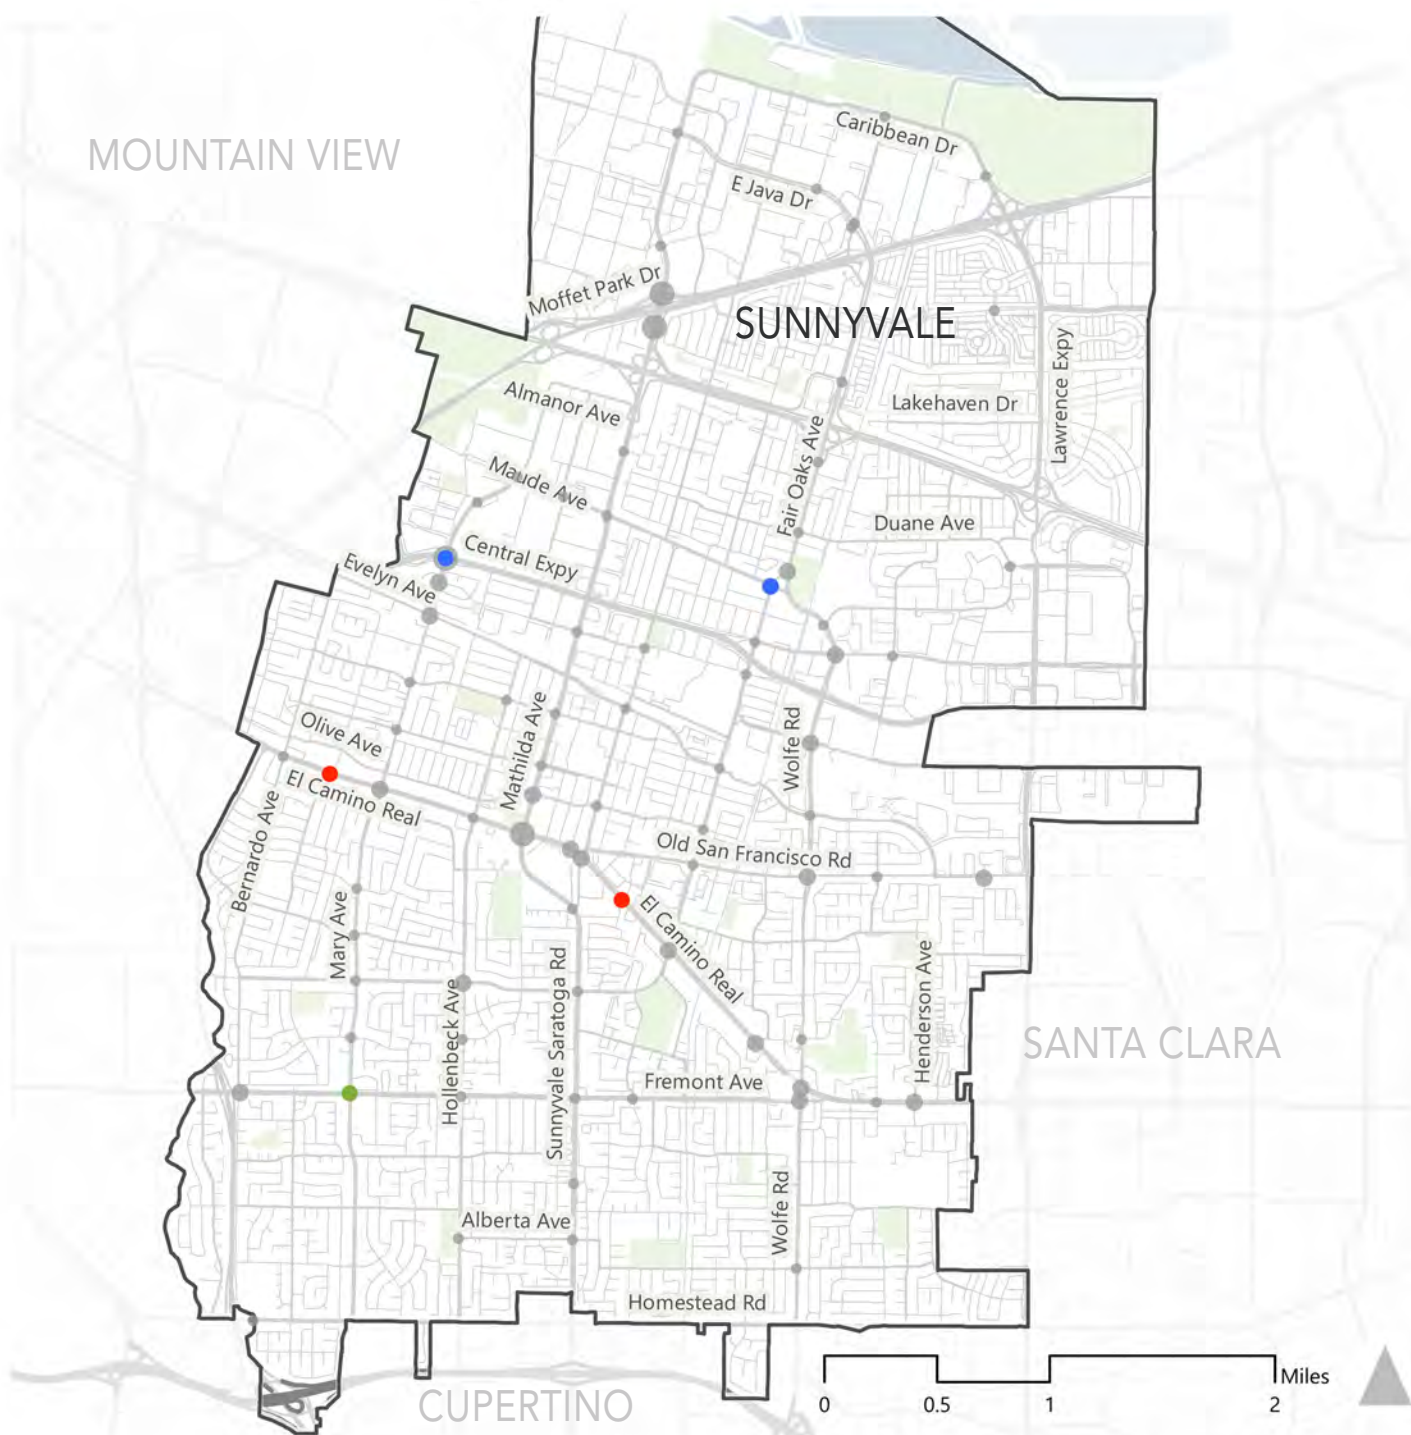 MOUNTAIN VIEW
Caribbean Dr
E Java Dr
Moffet Park Dr
SUNNYVALE
Almanor Ave
Lakehaven Dr
Lawrence Expy
Maude Ave
Fair Oaks Ave
Duane Ave
Central Expy
Evelyn Ave
Olive Ave
Mathilda Ave
Wolfe Rd
El Camino Real
Bernardo Ave
Old San Francisco Rd
Mary Ave
El Camino Real
Hollenbeck Ave
Sunnyvale Saratoga Rd
Henderson Ave
SANTA CLARA
Fremont Ave
Wolfe Rd
Alberta Ave
Homestead Rd
CUPERTINO
Miles
0 0.5 1 2